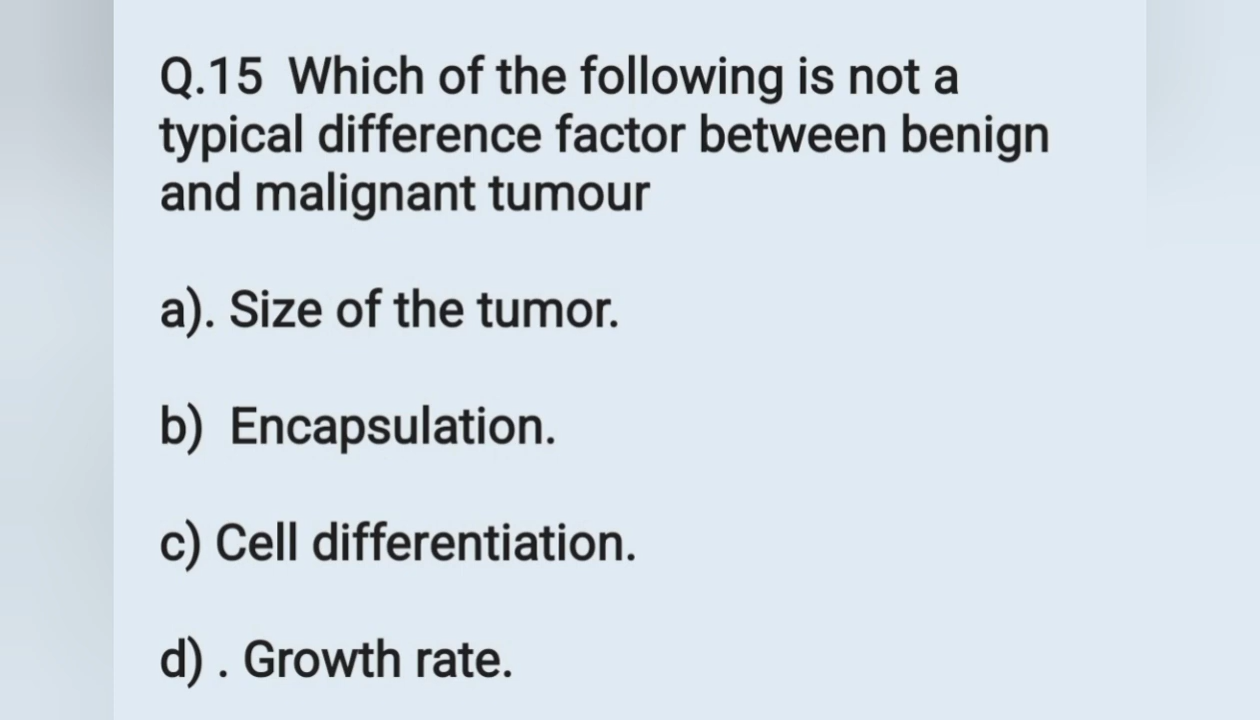 Q.15 Which of the following is not a
typical difference factor between benign
and malignant tumour
a). Size of the tumor.
b) Encapsulation.
c) Cell differentiation.
d) . Growth rate.